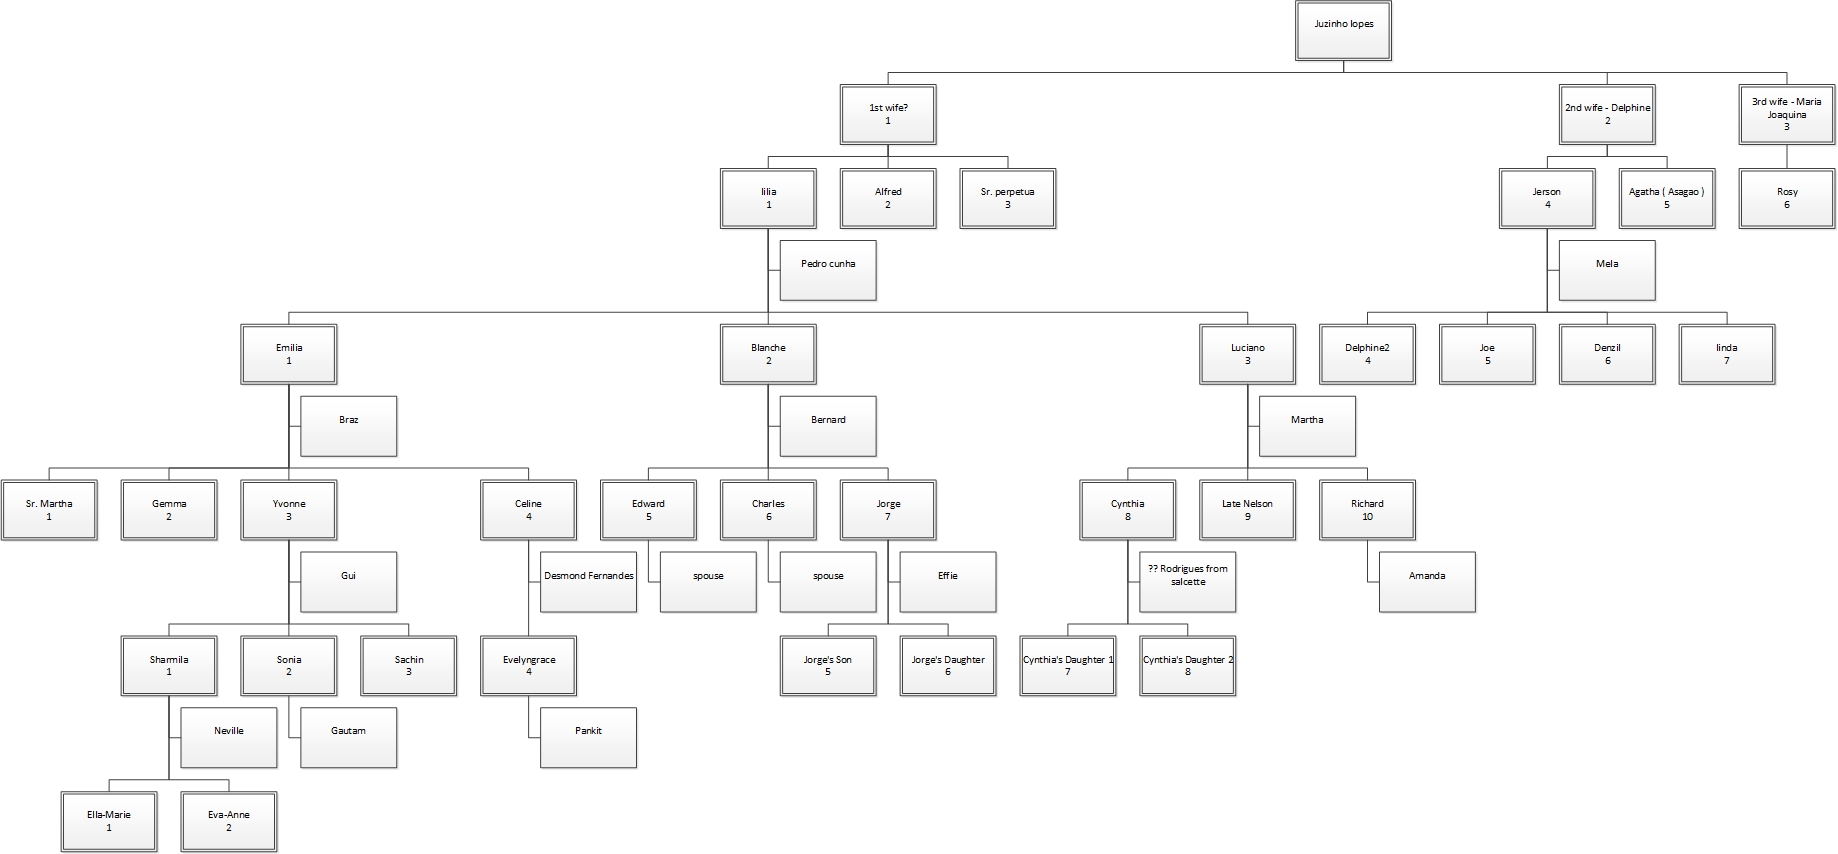 Juzinho lopes
1st wife?
1
2nd wife - Delphine
2
3rd wife - Maria
Joaquina
3
lilia
1
Alfred
2
Sr. perpetua
3
Jerson
4
Agatha ( Asagao )
5
Rosy
6
Pedro cunha
Mela
Emilia
1
Blanche
2
Luciano
3
Delphine2
4
Joe
5
Denzil
6
linda
7
Braz
Bernard
Martha
Sr. Martha
1
Gemma
2
Yvonne
3
Celine
4
Edward
5
Charles
6
Jorge
7
Cynthia
8
Late Nelson
9
Richard
10
Gui
Desmond Fernandes
spouse
spouse
Effie
?? Rodrigues from
salcette
Amanda
Sharmila
1
Sonia
2
Sachin
3
Evelyngrace
4
Jorge's Son
5
Jorge's Daughter
6
Cynthia's Daughter 1
7
Cynthia's Daughter 2
8
Neville
Gautam
Pankit
Ella-Marie
1
Eva-Anne
2